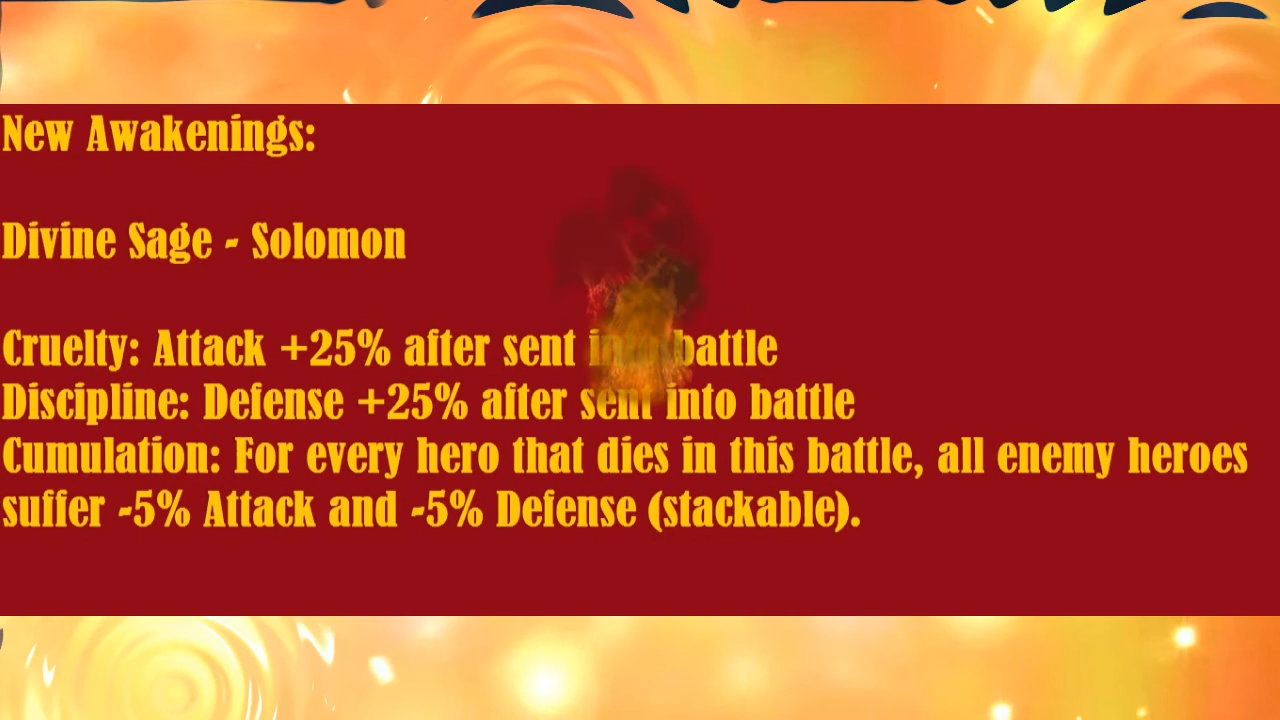 New Awakenings:
Divine Sage - Solomon
Cruelty: Attack +25% after sent into battle
Discipline: Defense +25% after sent into battle
Cumulation: For every hero that dies in this battle, all enemy heroes
suffer -5% Attack and -5% Defense (stackable).